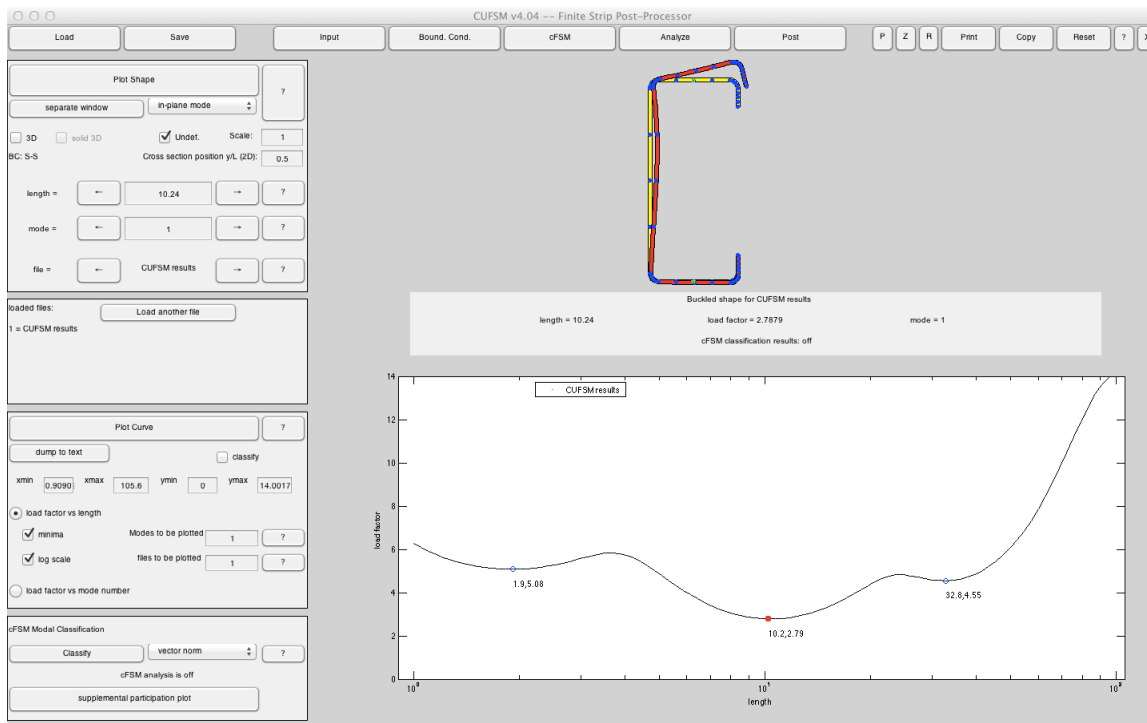 CUFSM v4.04 -- Finite Strip Post-Processor
Load Save Input Bound. Cond. cFSM Analyze Post P Z R Print Copy Reset ? X
Plot Shape ?
separate window in-plane mode
3D solid 3D Undef. Scale: 1
BC: S-S Cross section position y/L (2D): 0.5
length = ← 10.24 → ?
mode = ← 1 → ?
file = ← CUFSM results → ?
loaded files: Load another file
1 = CUFSM results
Plot Curve ?
dump to text classify
xmin 0.9090 xmax 105.6 ymin 0 ymax 14.0017
load factor vs length
minima Modes to be plotted 1 ?
log scale files to be plotted 1 ?
load factor vs mode number
cFSM Modal Classification
Classify vector norm ?
cFSM analysis is off
supplemental participation plot
Buckled shape for CUFSM results
length = 10.24 load factor = 2.7879 mode = 1
cFSM classification results: off
CUFSM results
14
12
10
8
6
4
2
0
load factor
1.9,5.08
10.2,2.79
32.8,4.55
10⁰ 10¹ 10²
length